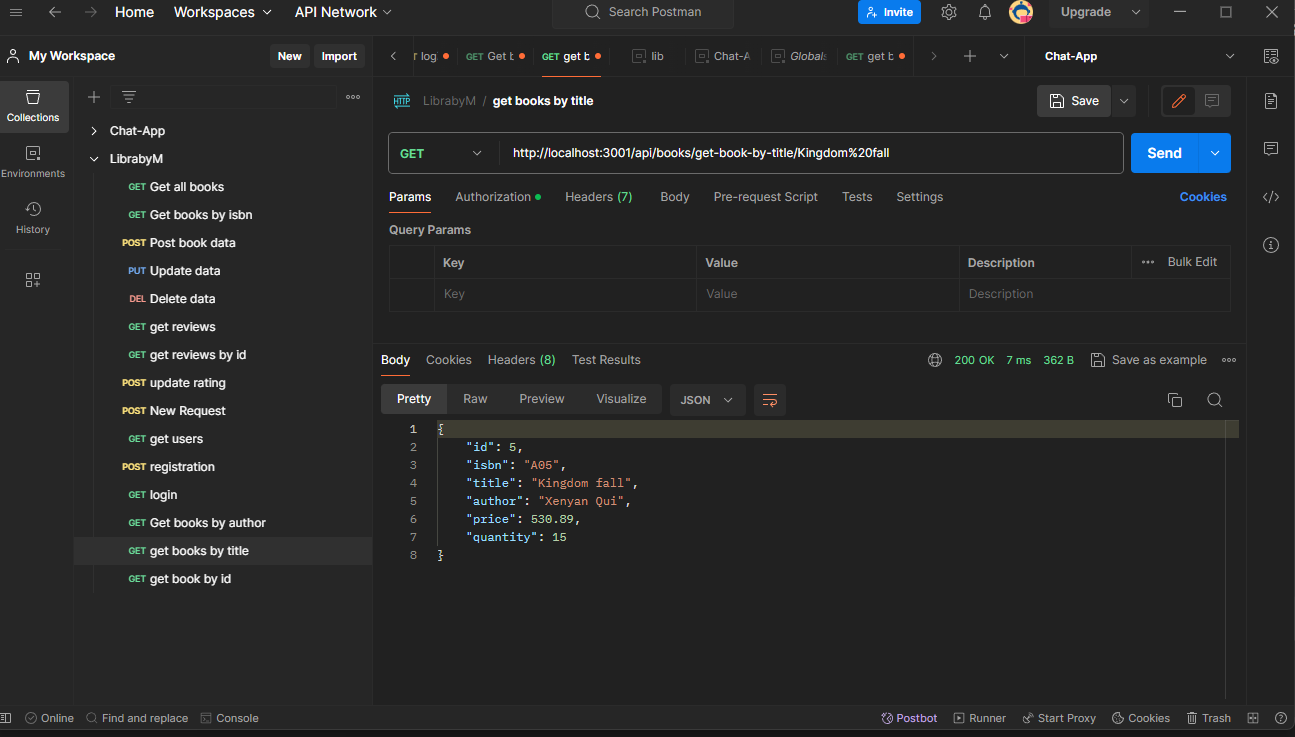 Home Workspaces API Network Search Postman Invite Upgrade
My Workspace New Import
log GET Get b GET get b lib Chat-A Globals GET get b Chat-App
Collections
Environments
History
Chat-App
LibrabyM
GET Get all books
GET Get books by isbn
POST Post book data
PUT Update data
DEL Delete data
GET get reviews
GET get reviews by id
POST update rating
POST New Request
GET get users
POST registration
GET login
GET Get books by author
GET get books by title
GET get book by id
HTTP LibrabyM / get books by title Save
GET http://localhost:3001/api/books/get-book-by-title/Kingdom%20fall Send
Params Authorization Headers (7) Body Pre-request Script Tests Settings Cookies
Query Params
Key Value Description Bulk Edit
Key Value Description
Body Cookies Headers (8) Test Results 200 OK 7 ms 362 B Save as example
Pretty Raw Preview Visualize JSON
1 {
2 "id": 5,
3 "isbn": "A05",
4 "title": "Kingdom fall",
5 "author": "Xenyan Qui",
6 "price": 530.89,
7 "quantity": 15
8 }
Online Find and replace Console Postbot Runner Start Proxy Cookies Trash